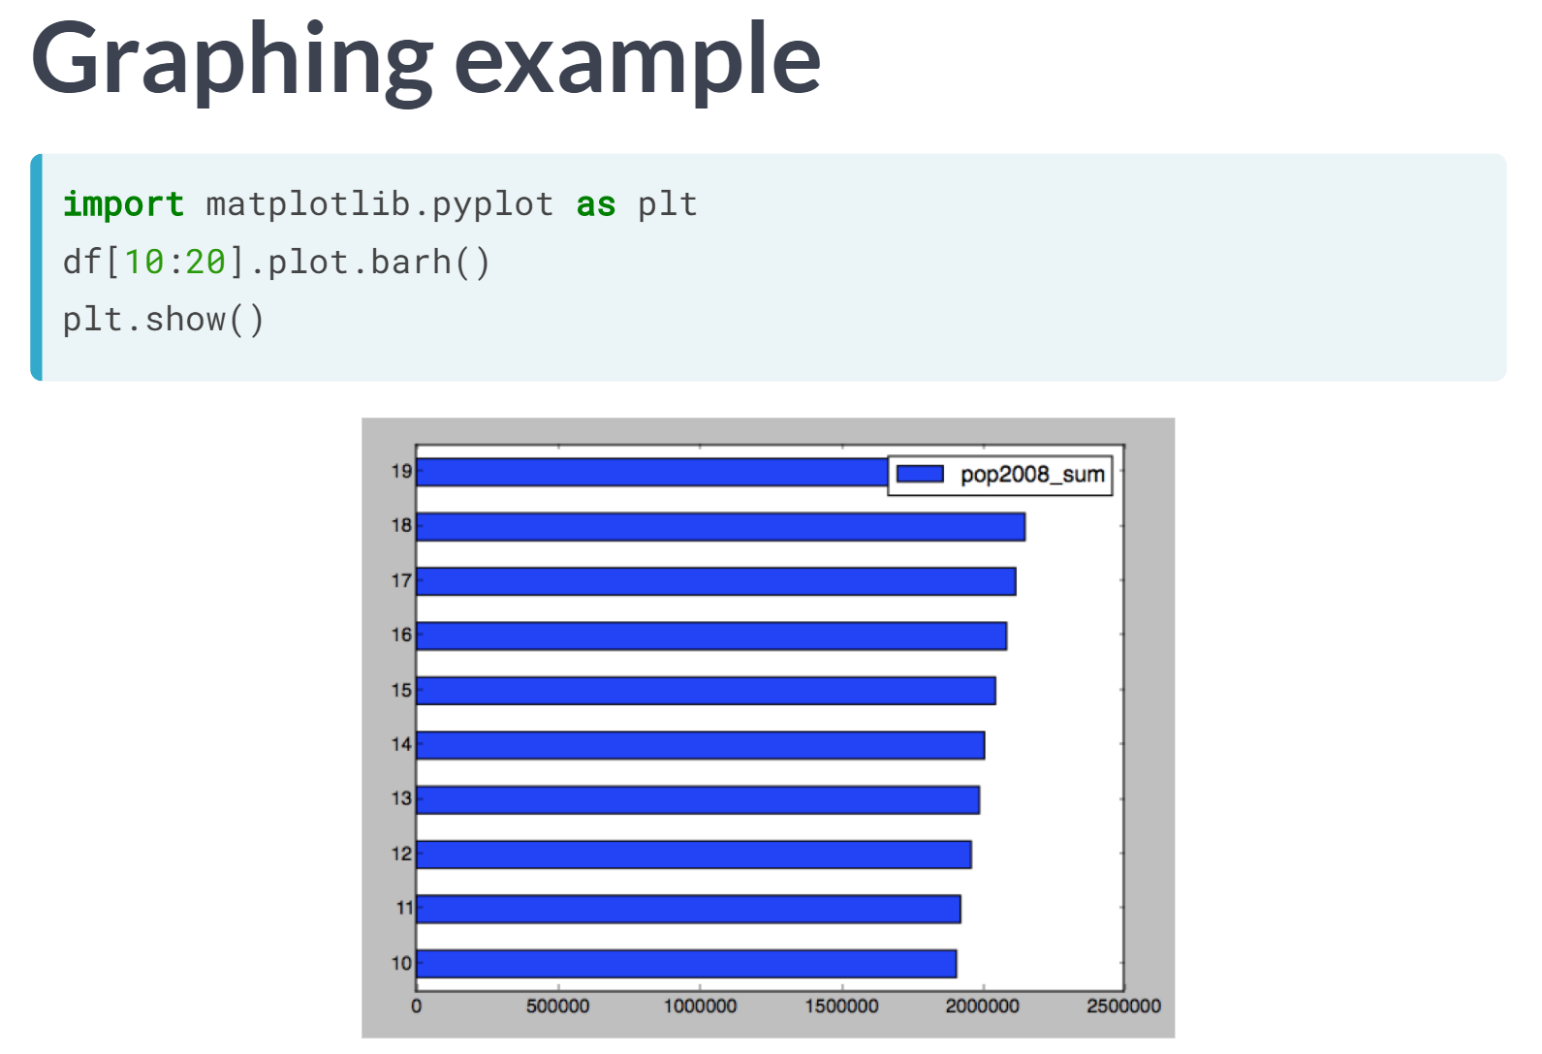 Graphing example
import matplotlib.pyplot as plt
df[10:20].plot.barh()
plt.show()
19
pop2008_sum
18
17
16
15
14
13
12
11
10
0 500000 1000000 1500000 2000000 2500000